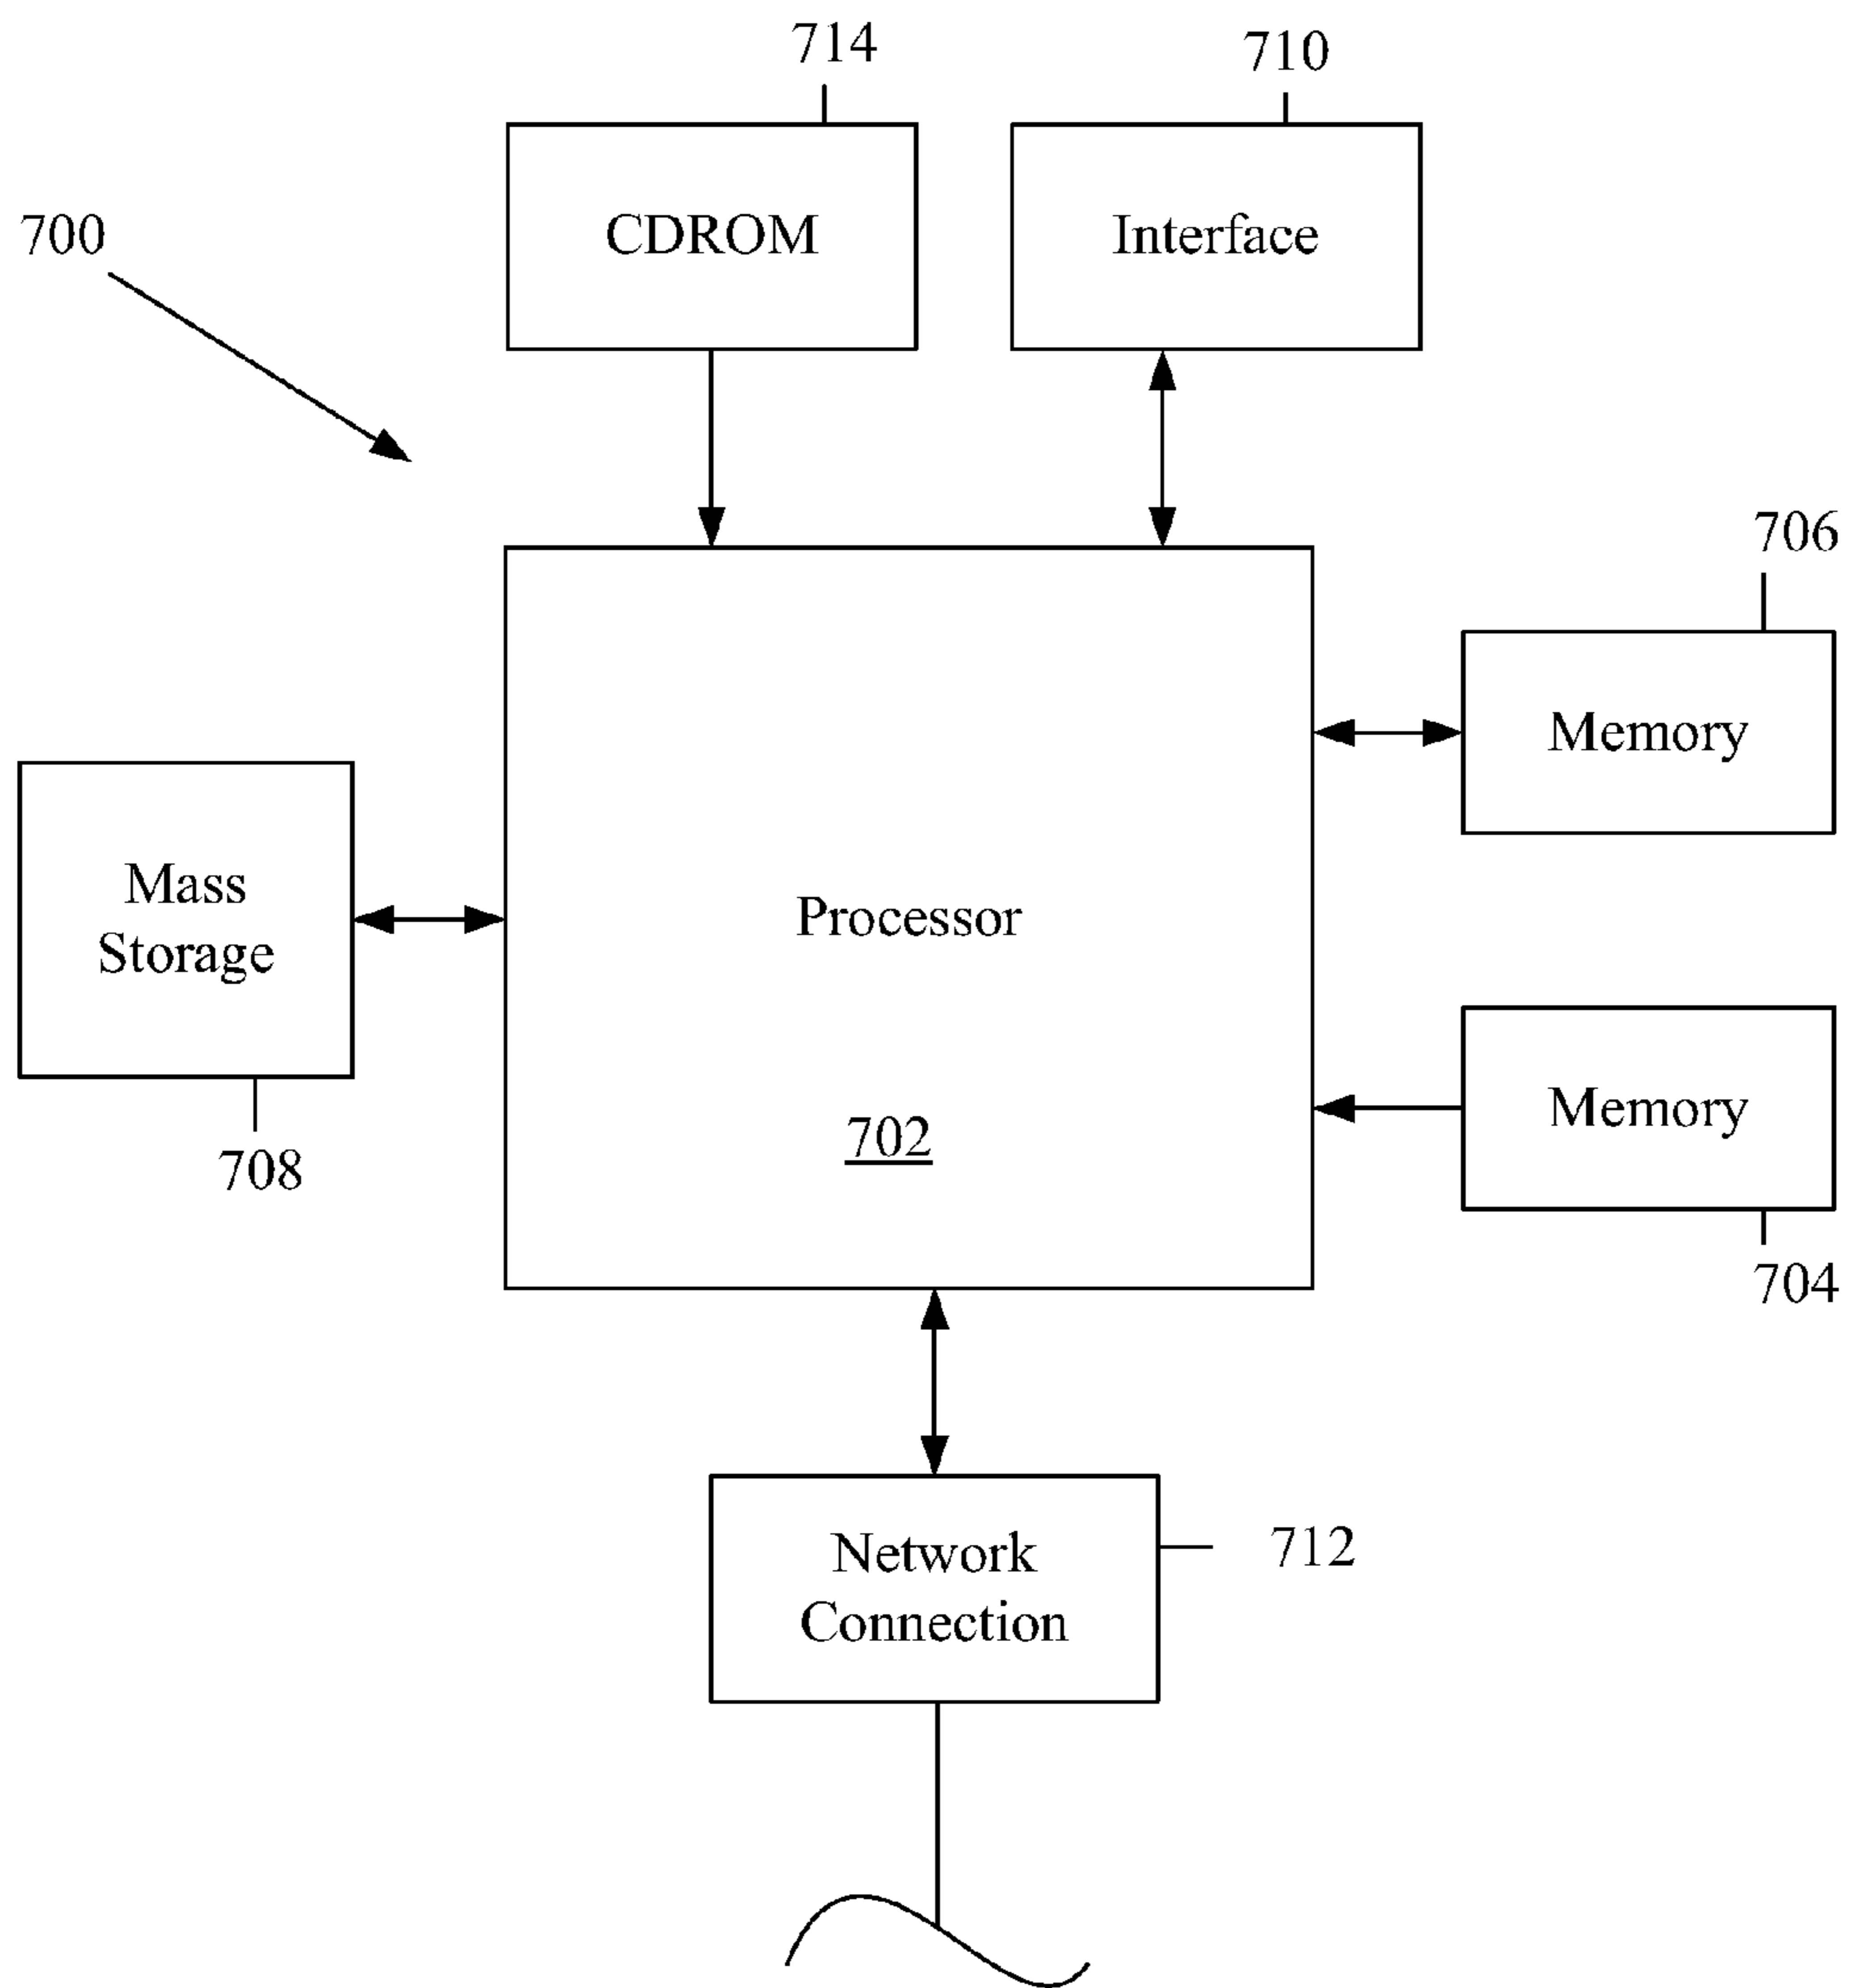 714
710
CDROM
Interface
700
706
Memory
Mass
Storage
708
Processor
702
Memory
704
Network
Connection
712